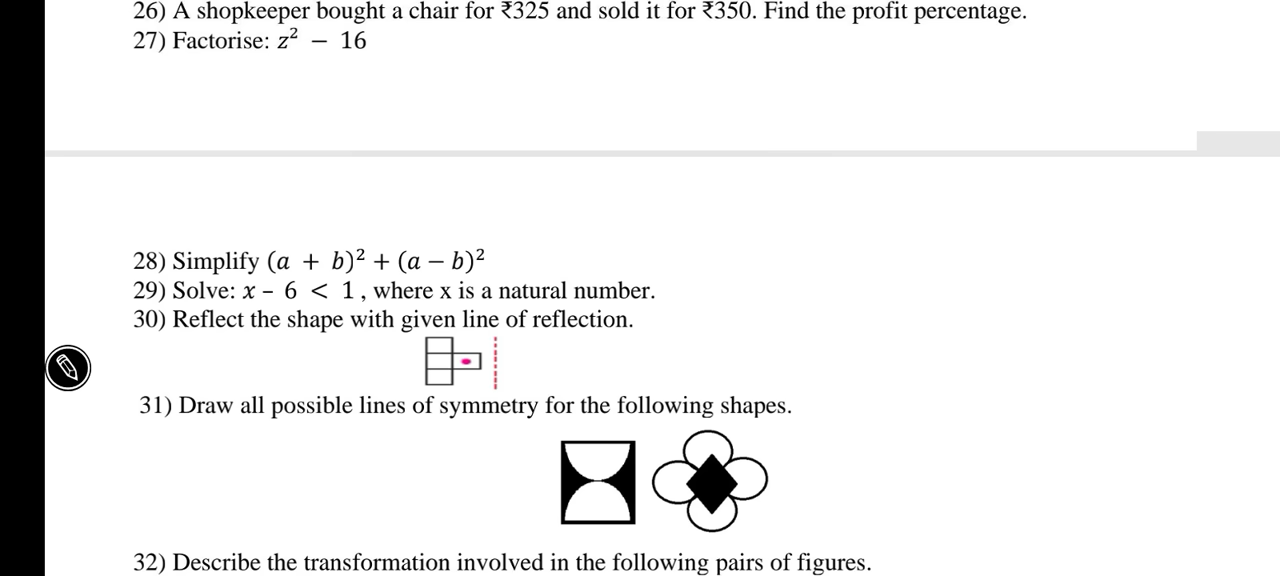 26) A shopkeeper bought a chair for ₹325 and sold it for ₹350. Find the profit percentage.
27) Factorise: z² − 16
28) Simplify (a + b)² + (a − b)²
29) Solve: x – 6 < 1, where x is a natural number.
30) Reflect the shape with given line of reflection.
31) Draw all possible lines of symmetry for the following shapes.
32) Describe the transformation involved in the following pairs of figures.